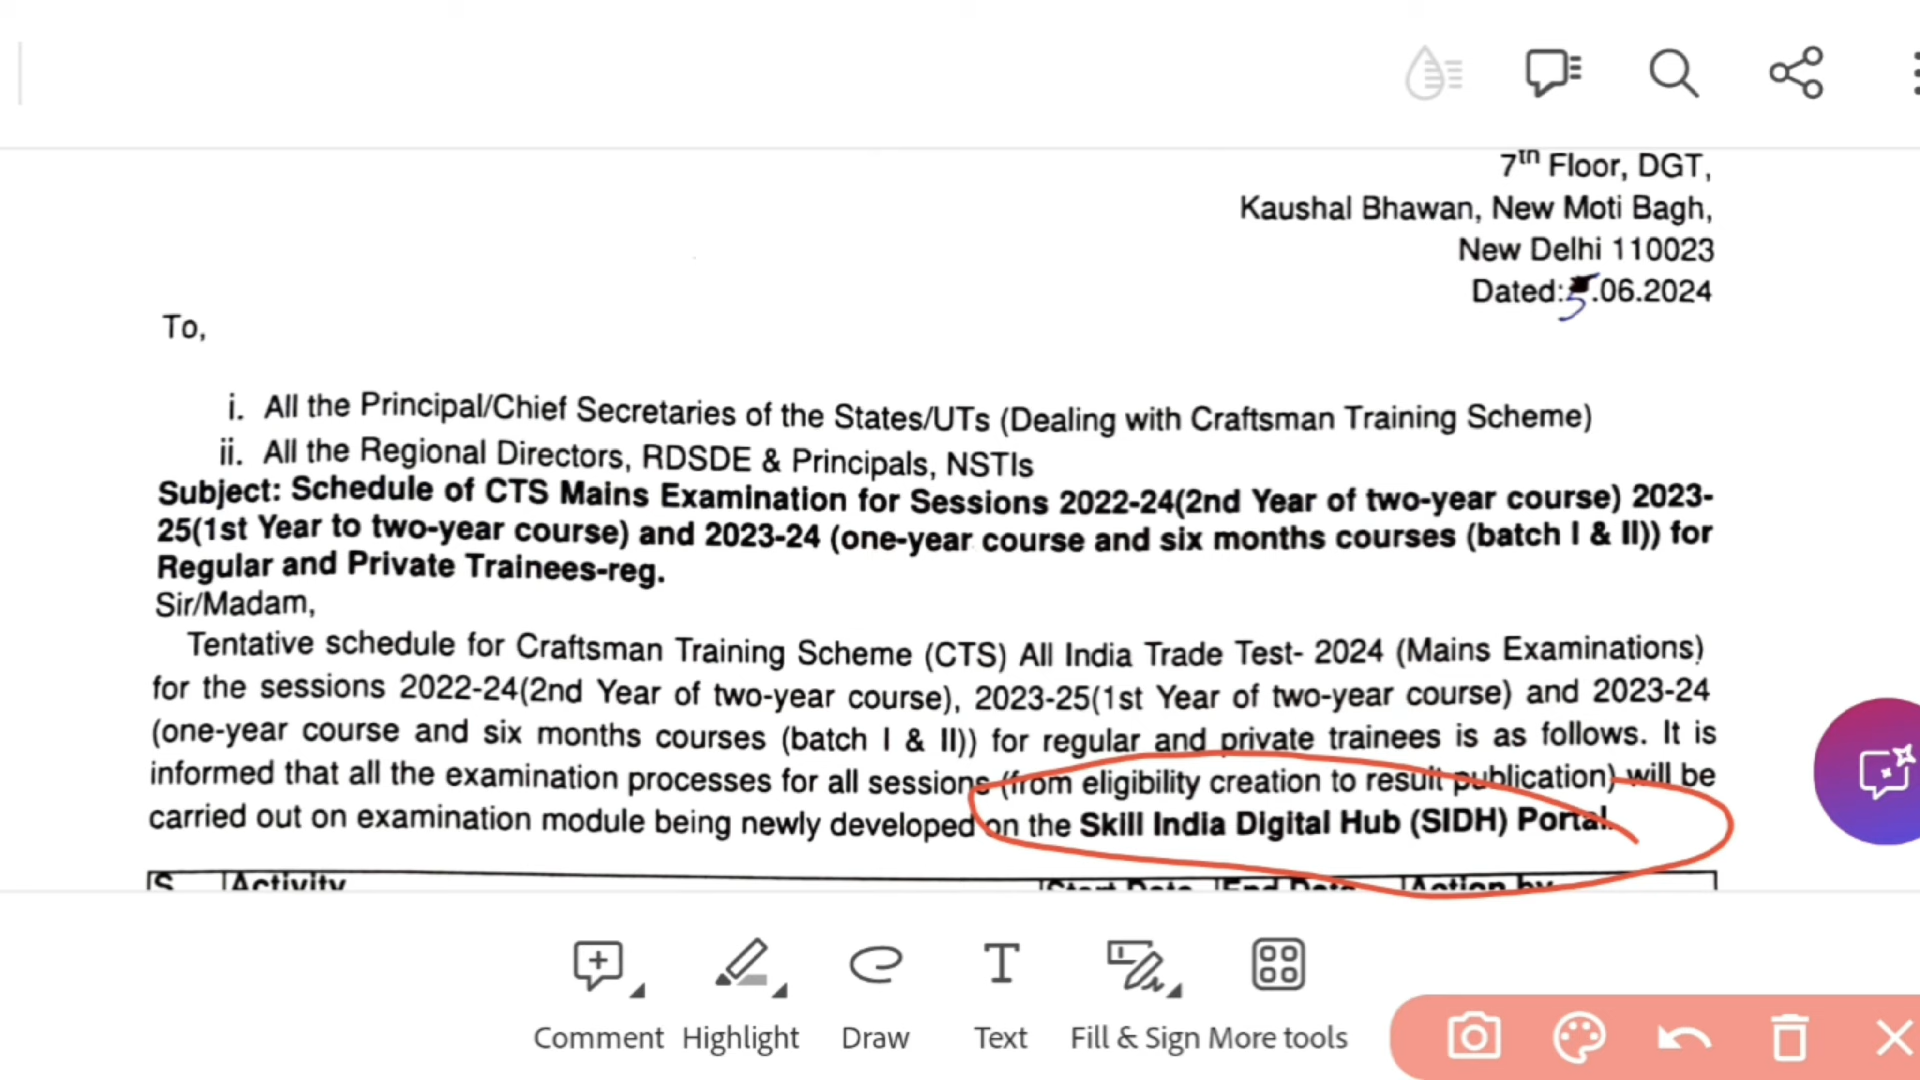 7th Floor, DGT,
Kaushal Bhawan, New Moti Bagh,
New Delhi 110023
Dated:5.06.2024
To,
i. All the Principal/Chief Secretaries of the States/UTs (Dealing with Craftsman Training Scheme)
ii. All the Regional Directors, RDSDE & Principals, NSTIs
Subject: Schedule of CTS Mains Examination for Sessions 2022-24(2nd Year of two-year course) 2023-
25(1st Year to two-year course) and 2023-24 (one-year course and six months courses (batch I & II)) for
Regular and Private Trainees-reg.
Sir/Madam,
Tentative schedule for Craftsman Training Scheme (CTS) All India Trade Test- 2024 (Mains Examinations)
for the sessions 2022-24(2nd Year of two-year course), 2023-25(1st Year of two-year course) and 2023-24
(one-year course and six months courses (batch I & II)) for regular and private trainees is as follows. It is
informed that all the examination processes for all sessions (from eligibility creation to result publication) will be
carried out on examination module being newly developed on the Skill India Digital Hub (SIDH) Portal.
S. Activity Start Date End Date Action by
Comment Highlight Draw Text Fill & Sign More tools